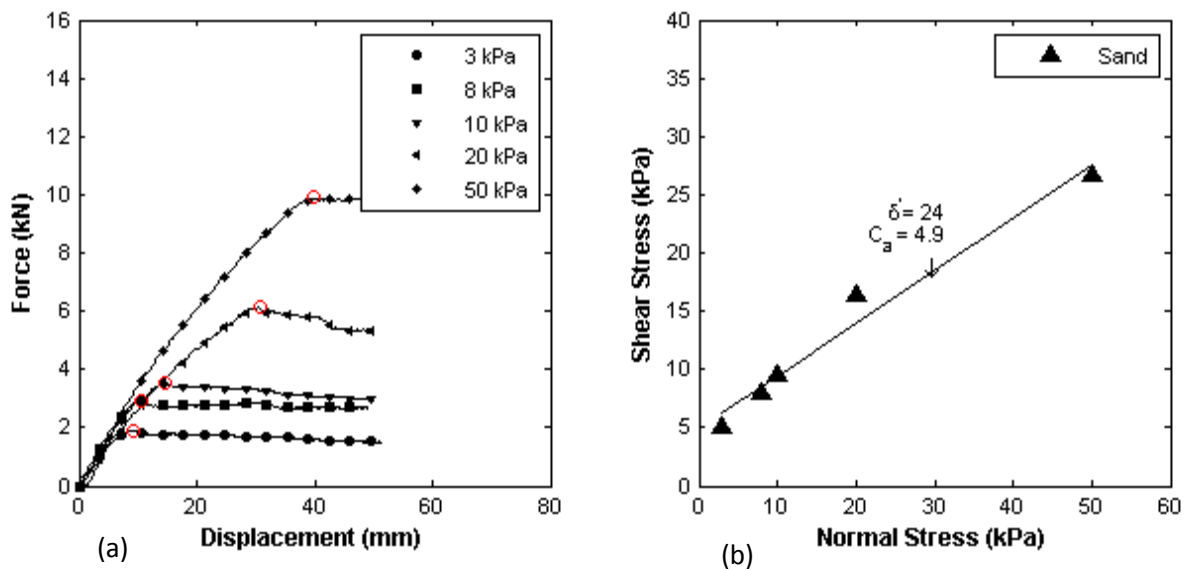 16
14
12
10
8
6
4
2
0
Force (kN)
3 kPa
8 kPa
10 kPa
20 kPa
50 kPa
0 20 40 60 80
Displacement (mm)
(a)
40
35
30
25
20
15
10
5
0
Shear Stress (kPa)
Sand
δ' = 24
Ca = 4.9
0 10 20 30 40 50 60
Normal Stress (kPa)
(b)